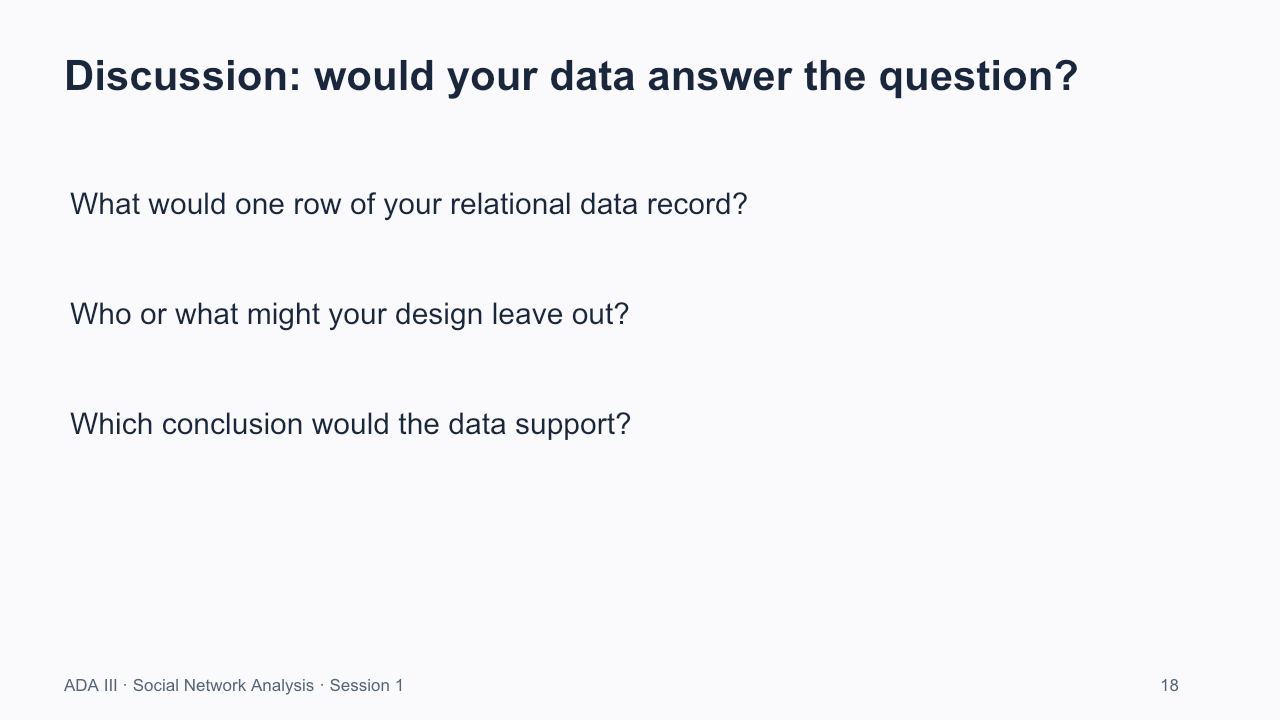 Discussion: would your data answer the question?
What would one row of your relational data record?
Who or what might your design leave out?
Which conclusion would the data support?
ADA III · Social Network Analysis · Session 1
18